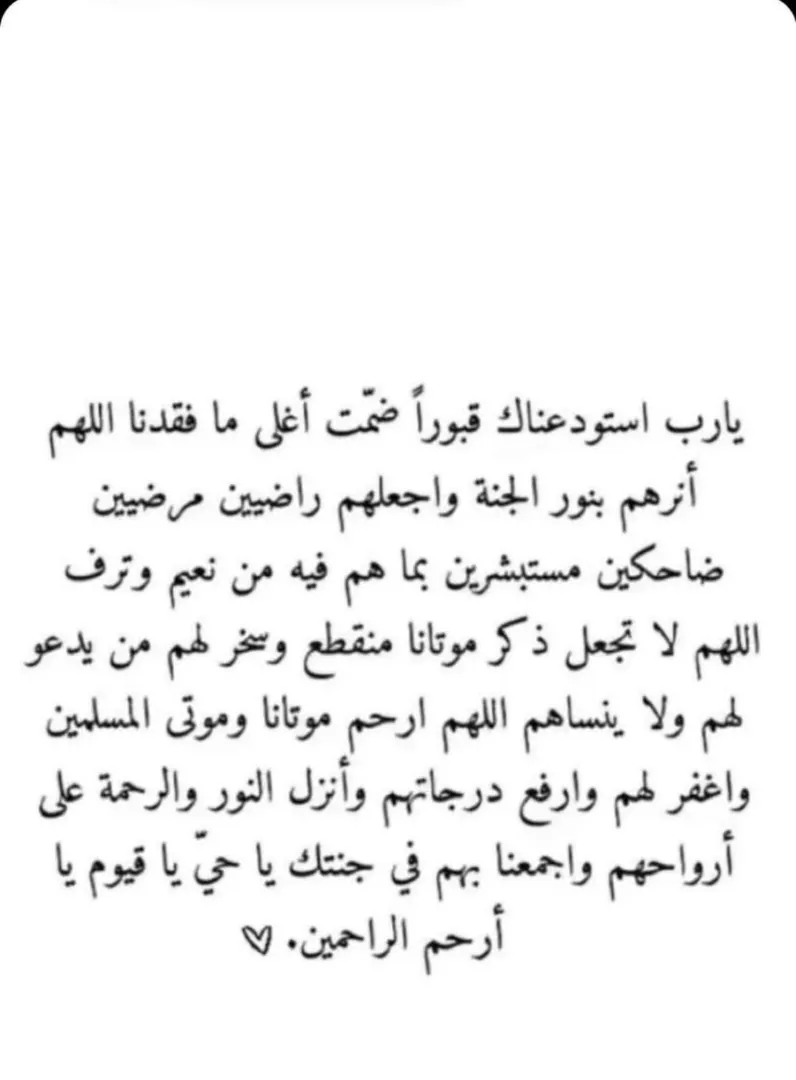 يارب استودعناك قبوراً ضمّت أغلى ما فقدنا اللهم
أنرهم بنور الجنة واجعلهم راضيين مرضيين
ضاحكين مستبشرين بما هم فيه من نعيم وترف
اللهم لا تجعل ذكر موتانا منقطع وسخر لهم من يدعو
لهم ولا ينساهم اللهم ارحم موتانا وموتى المسلمين
واغفر لهم وارفع درجاتهم وأنزل النور والرحمة على
أرواحهم واجمعنا بهم في جنتك يا حيّ يا قيوم يا
أرحم الراحمين. ♡